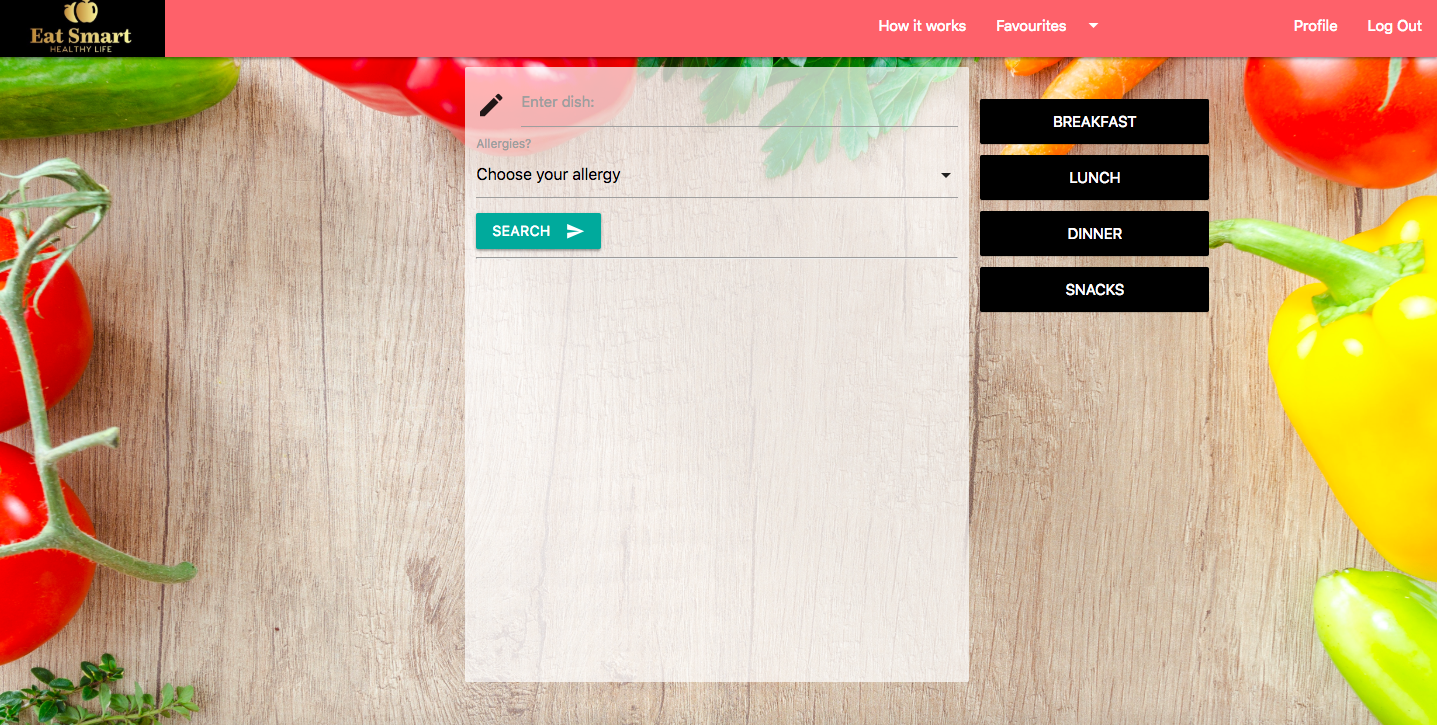 Eat Smart
HEALTHY LIFE
How it works
Favourites
Profile
Log Out
Enter dish:
Allergies?
Choose your allergy
SEARCH
BREAKFAST
LUNCH
DINNER
SNACKS